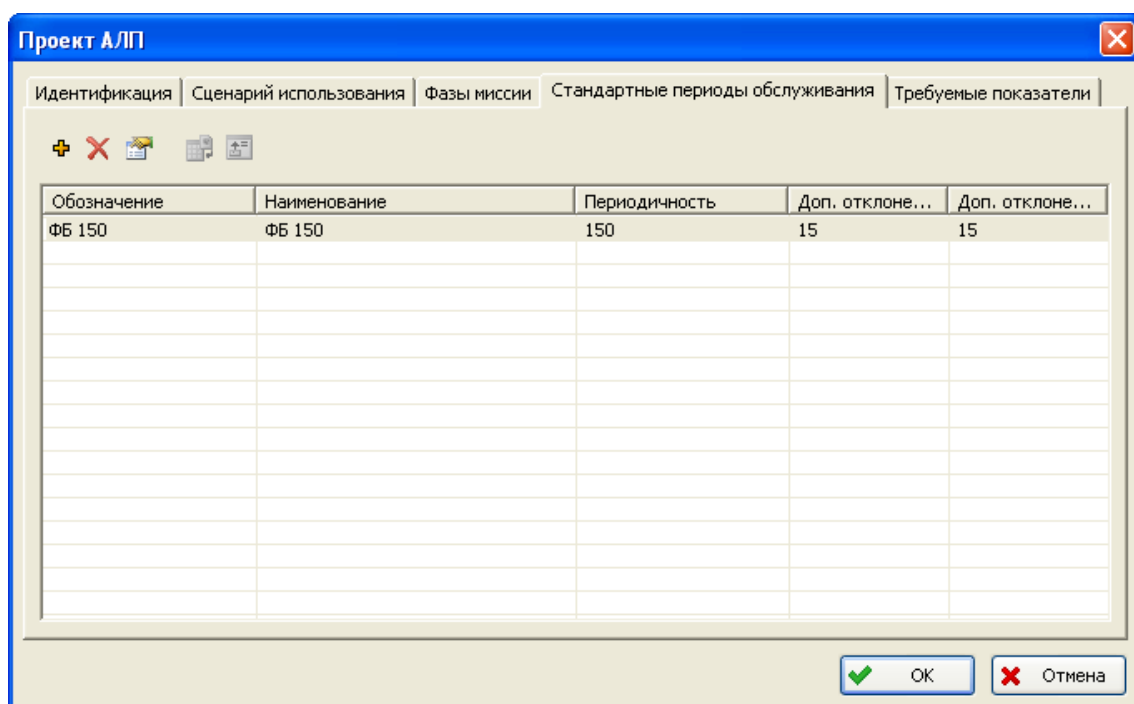 Проект АЛП
Идентификация Сценарий использования Фазы миссии Стандартные периоды обслуживания Требуемые показатели
Обозначение Наименование Периодичность Доп. отклоне... Доп. отклоне...
ФБ 150 ФБ 150 150 15 15
OK Отмена